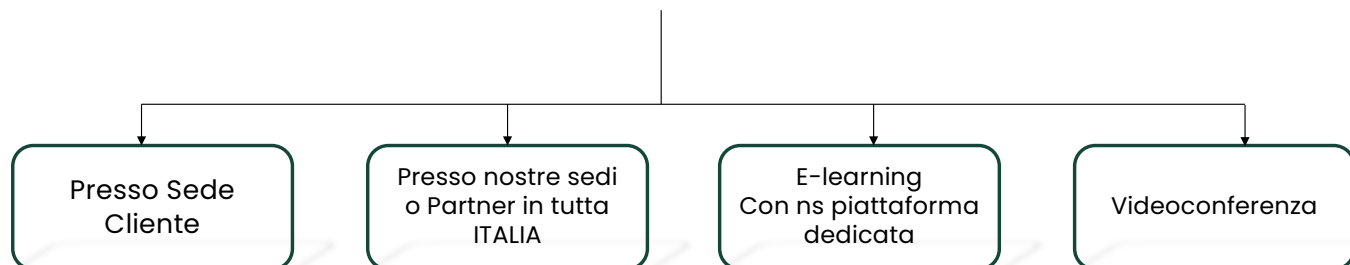 Presso Sede
Cliente
Presso nostre sedi
o Partner in tutta
ITALIA
E-learning
Con ns piattaforma
dedicata
Videoconferenza